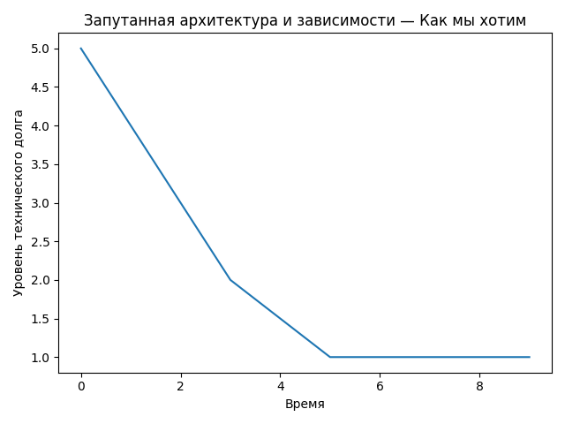 Запутанная архитектура и зависимости — Как мы хотим
5.0
4.5
4.0
3.5
3.0
2.5
2.0
1.5
1.0
Уровень технического долга
0 2 4 6 8
Время